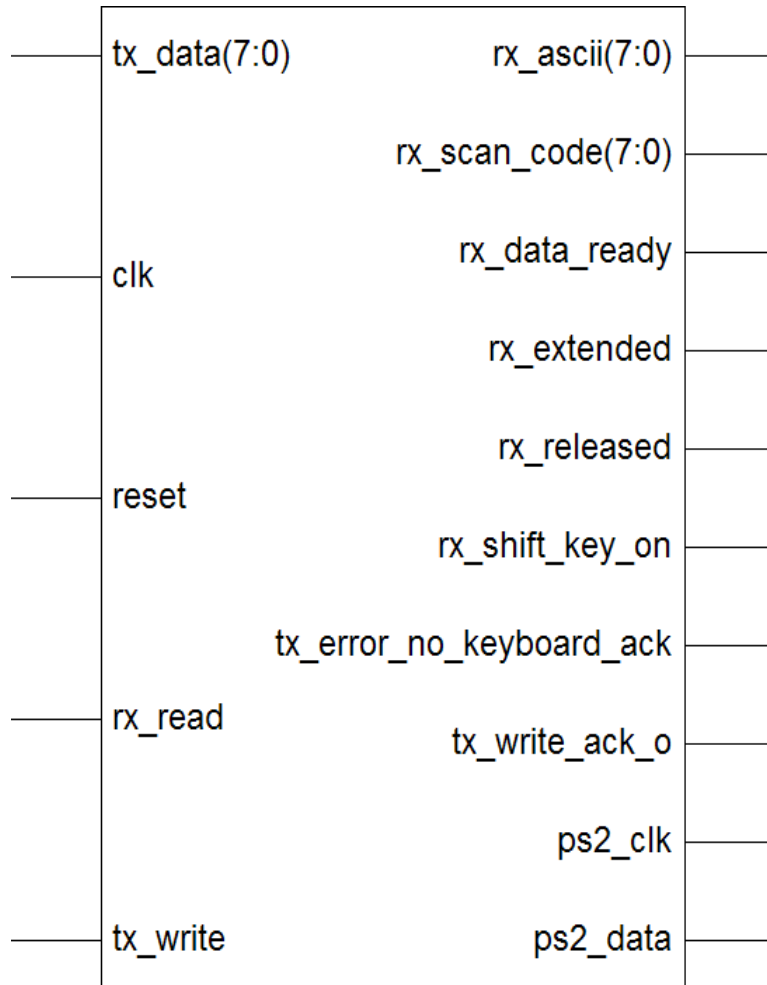 tx_data(7:0)
clk
reset
rx_read
tx_write
rx_ascii(7:0)
rx_scan_code(7:0)
rx_data_ready
rx_extended
rx_released
rx_shift_key_on
tx_error_no_keyboard_ack
tx_write_ack_o
ps2_clk
ps2_data